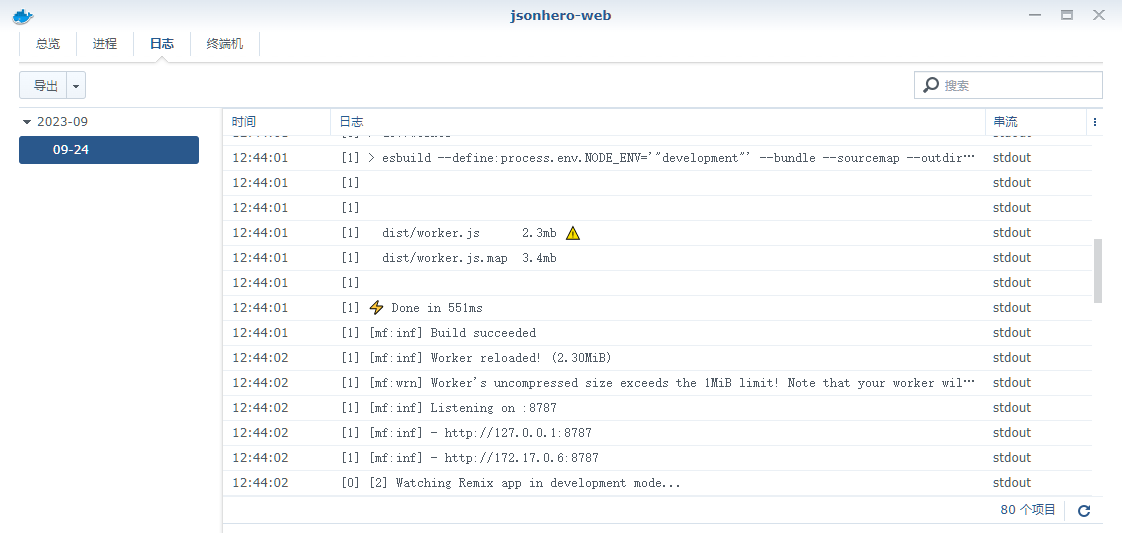 jsonhero-web
总览 进程 日志 终端机
导出 搜索
2023-09
09-24
时间 日志 串流
12:44:01 [1] > esbuild --define:process.env.NODE_ENV='"development"' --bundle --sourcemap --outdir… stdout
12:44:01 [1] stdout
12:44:01 [1] stdout
12:44:01 [1] dist/worker.js 2.3mb ⚠ stdout
12:44:01 [1] dist/worker.js.map 3.4mb stdout
12:44:01 [1] stdout
12:44:01 [1] ⚡ Done in 551ms stdout
12:44:01 [1] [mf:inf] Build succeeded stdout
12:44:02 [1] [mf:inf] Worker reloaded! (2.30MiB) stdout
12:44:02 [1] [mf:wrn] Worker's uncompressed size exceeds the 1MiB limit! Note that your worker wil… stdout
12:44:02 [1] [mf:inf] Listening on :8787 stdout
12:44:02 [1] [mf:inf] - http://127.0.0.1:8787 stdout
12:44:02 [1] [mf:inf] - http://172.17.0.6:8787 stdout
12:44:02 [0] [2] Watching Remix app in development mode... stdout
80 个项目